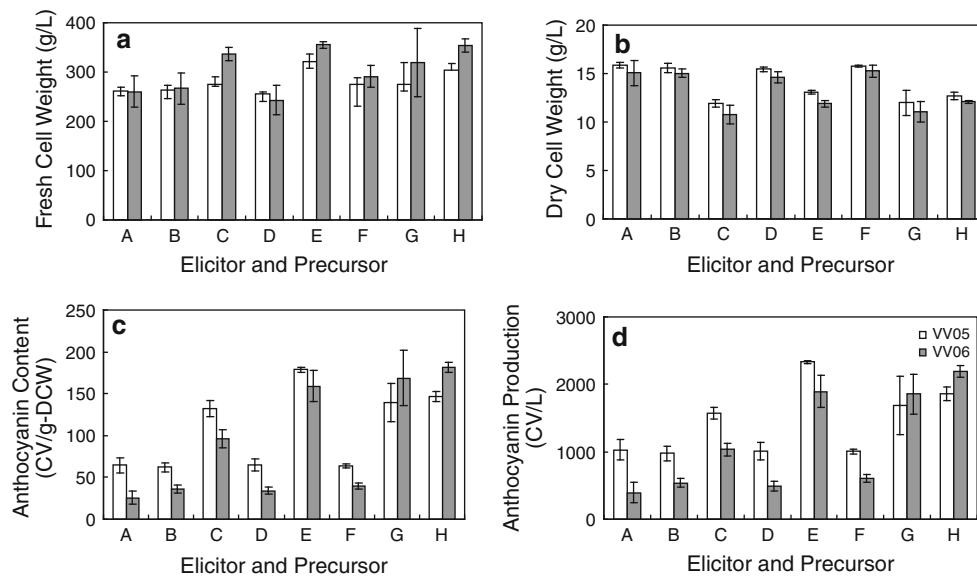 a
Fresh Cell Weight (g/L)
400
300
200
100
0
A B C D E F G H
Elicitor and Precursor
b
Dry Cell Weight (g/L)
20
15
10
5
0
A B C D E F G H
Elicitor and Precursor
c
Anthocyanin Content
(CV/g-DCW)
250
200
150
100
50
0
A B C D E F G H
Elicitor and Precursor
d
Anthocyanin Production
(CV/L)
3000
2000
1000
0
VV05
VV06
A B C D E F G H
Elicitor and Precursor